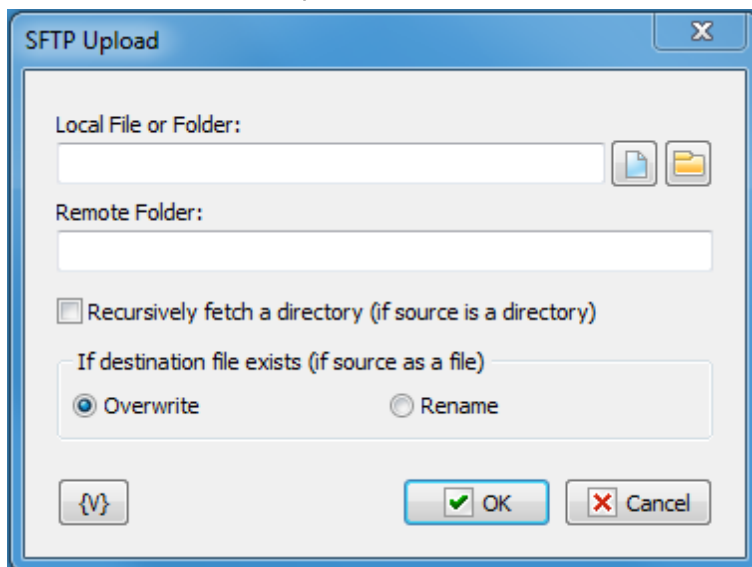 SFTP Upload
Local File or Folder:
Remote Folder:
Recursively fetch a directory (if source is a directory)
If destination file exists (if source as a file)
Overwrite Rename
{V} OK Cancel